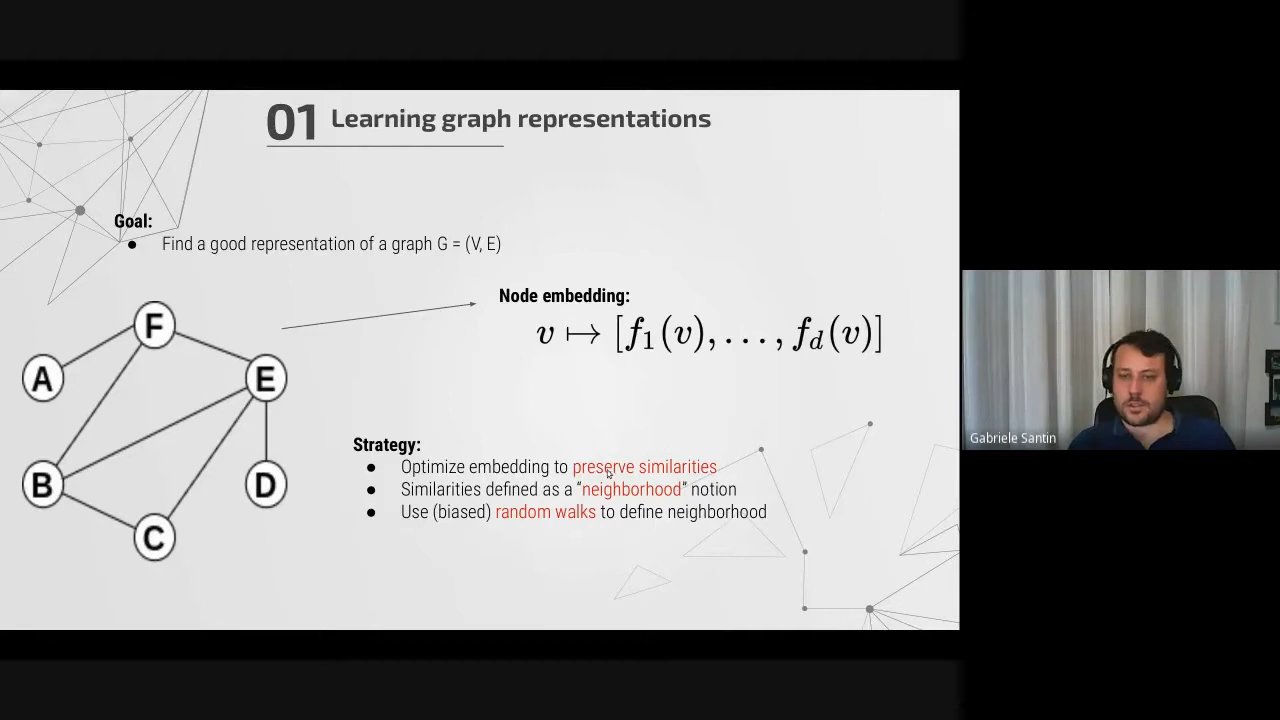 01 Learning graph representations
Goal:
● Find a good representation of a graph G = (V, E)
Node embedding:
v ↦ [f₁(v), . . . , f_d(v)]
F
A
E
B
D
C
Strategy:
● Optimize embedding to preserve similarities
● Similarities defined as a “neighborhood” notion
● Use (biased) random walks to define neighborhood
Gabriele Santin